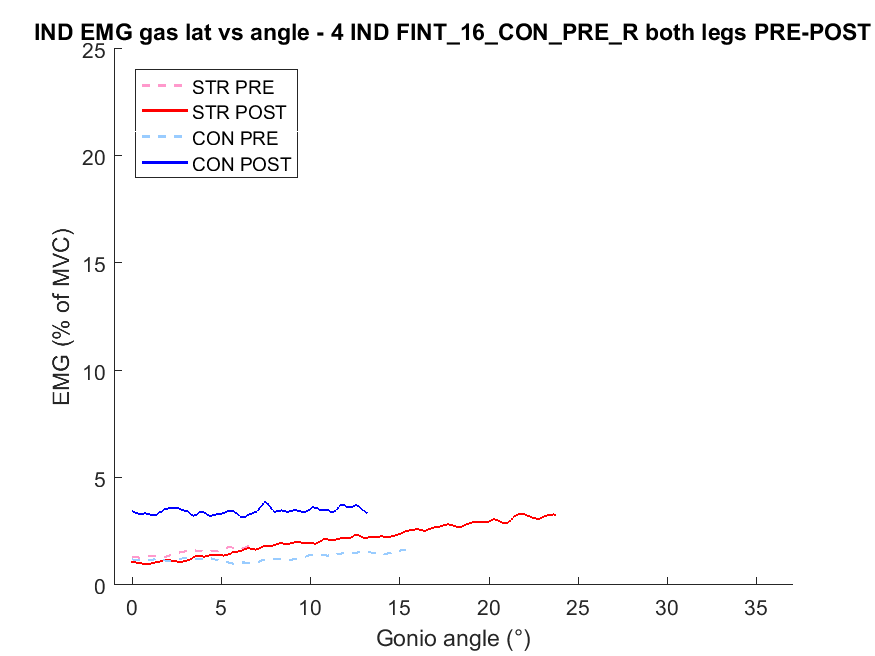 IND EMG gas lat vs angle - 4 IND FINT_16_CON_PRE_R both legs PRE-POST
25
20
15
10
5
0
EMG (% of MVC)
STR PRE
STR POST
CON PRE
CON POST
0 5 10 15 20 25 30 35
Gonio angle (°)